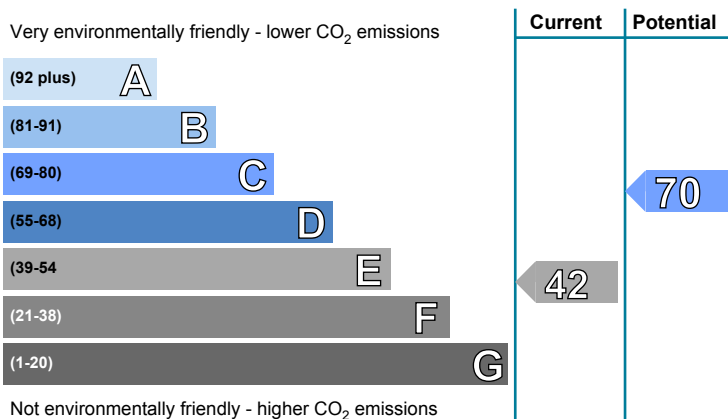 Very environmentally friendly - lower CO₂ emissions
Current
Potential
(92 plus) A
(81-91) B
(69-80) C
70
(55-68) D
(39-54 E
42
(21-38) F
(1-20) G
Not environmentally friendly - higher CO₂ emissions